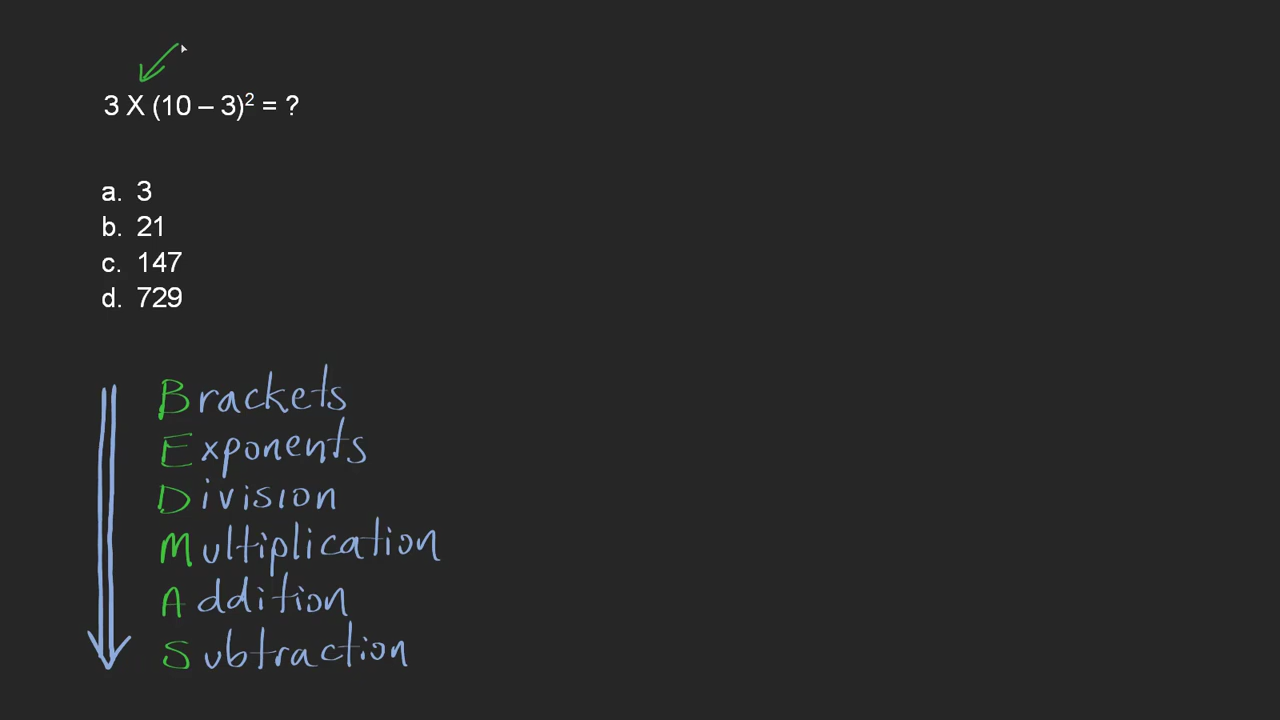 3 X (10 – 3)² = ?
a. 3
b. 21
c. 147
d. 729
Brackets
Exponents
Division
Multiplication
Addition
Subtraction